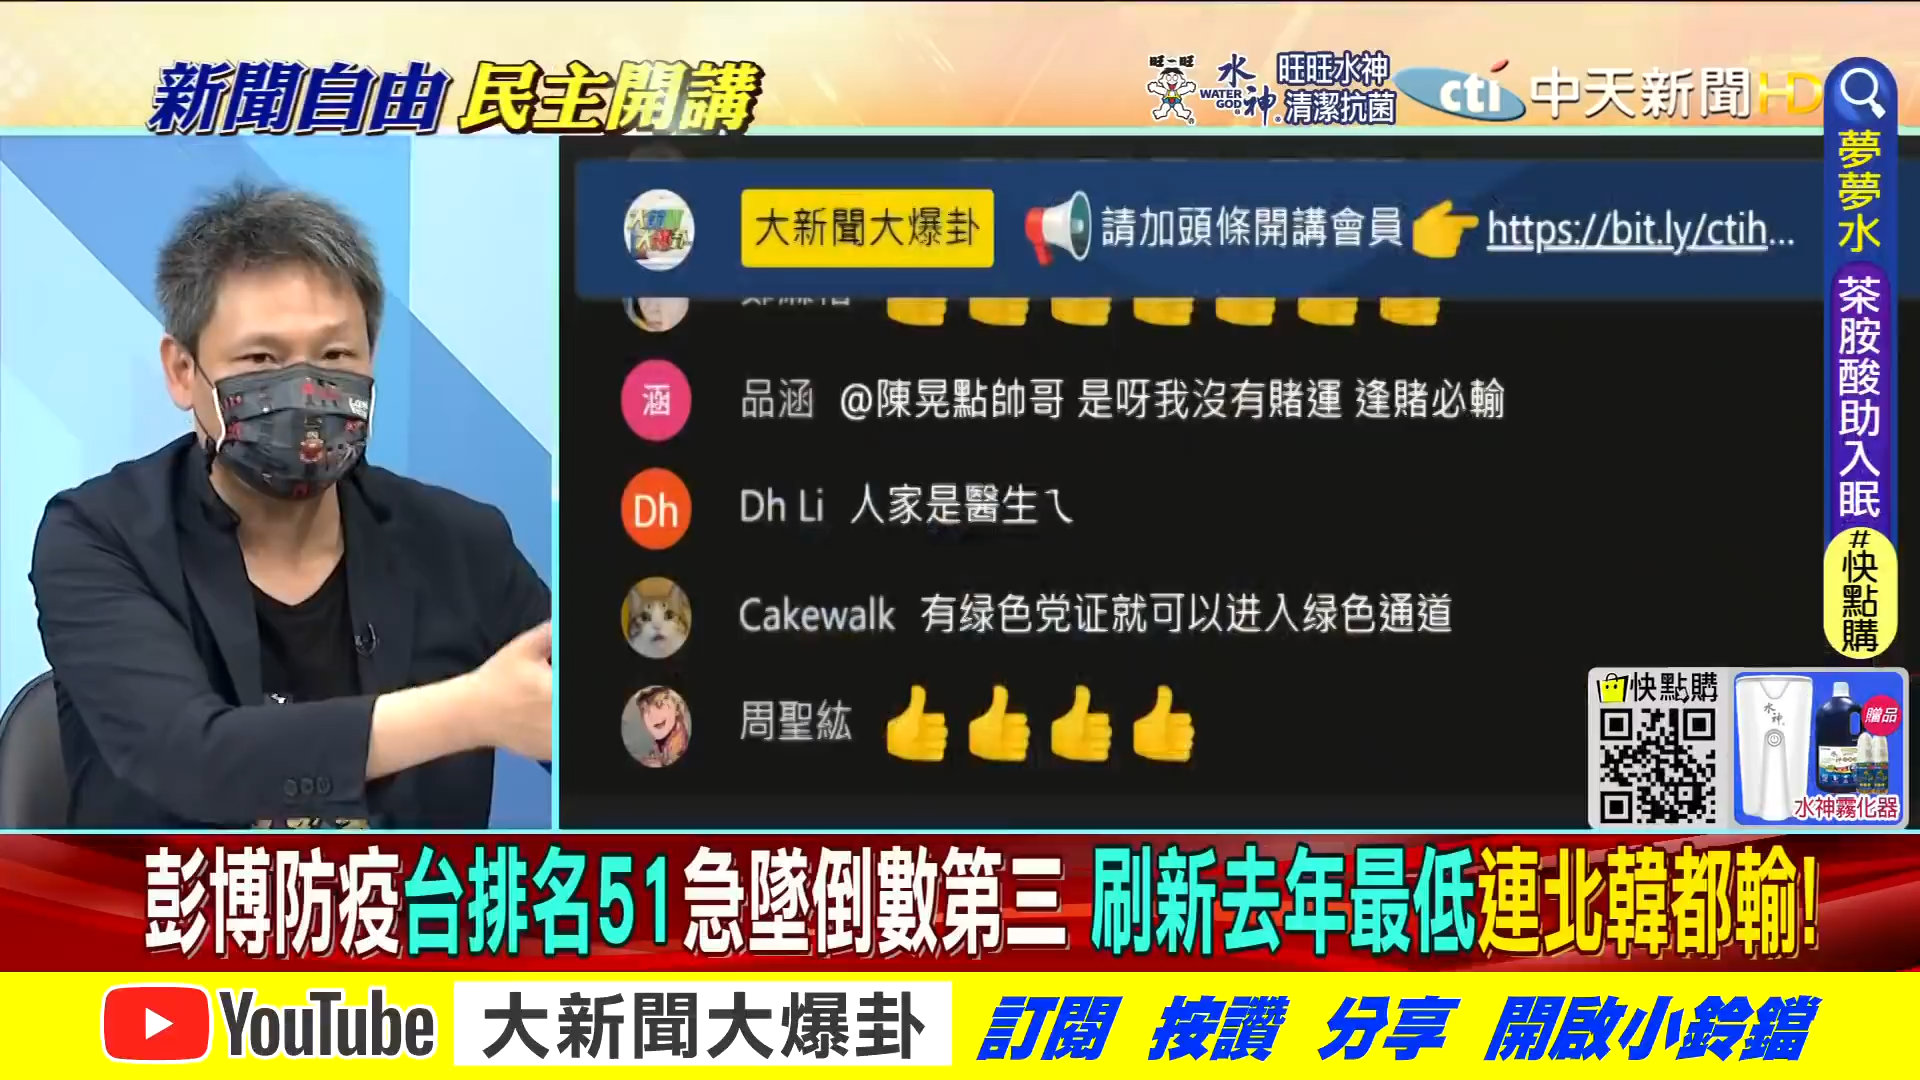 新聞自由 民主開講
旺一旺
水神
WATER GOD
旺旺水神
清潔抗菌
cti 中天新聞HD
夢夢水
茶胺酸助入眠
#快點購
大新聞大爆卦 請加頭條開講會員 https://bit.ly/ctih...
涵 品涵 @陳晃點帥哥 是呀我沒有賭運 逢賭必輸
Dh Dh Li 人家是醫生ㄟ
Cakewalk 有绿色党证就可以进入绿色通道
周聖紘
快點購
水神
贈品
水神霧化器
彭博防疫台排名51急墜倒數第三 刷新去年最低連北韓都輸!
YouTube 大新聞大爆卦 訂閱 按讚 分享 開啟小鈴鐺